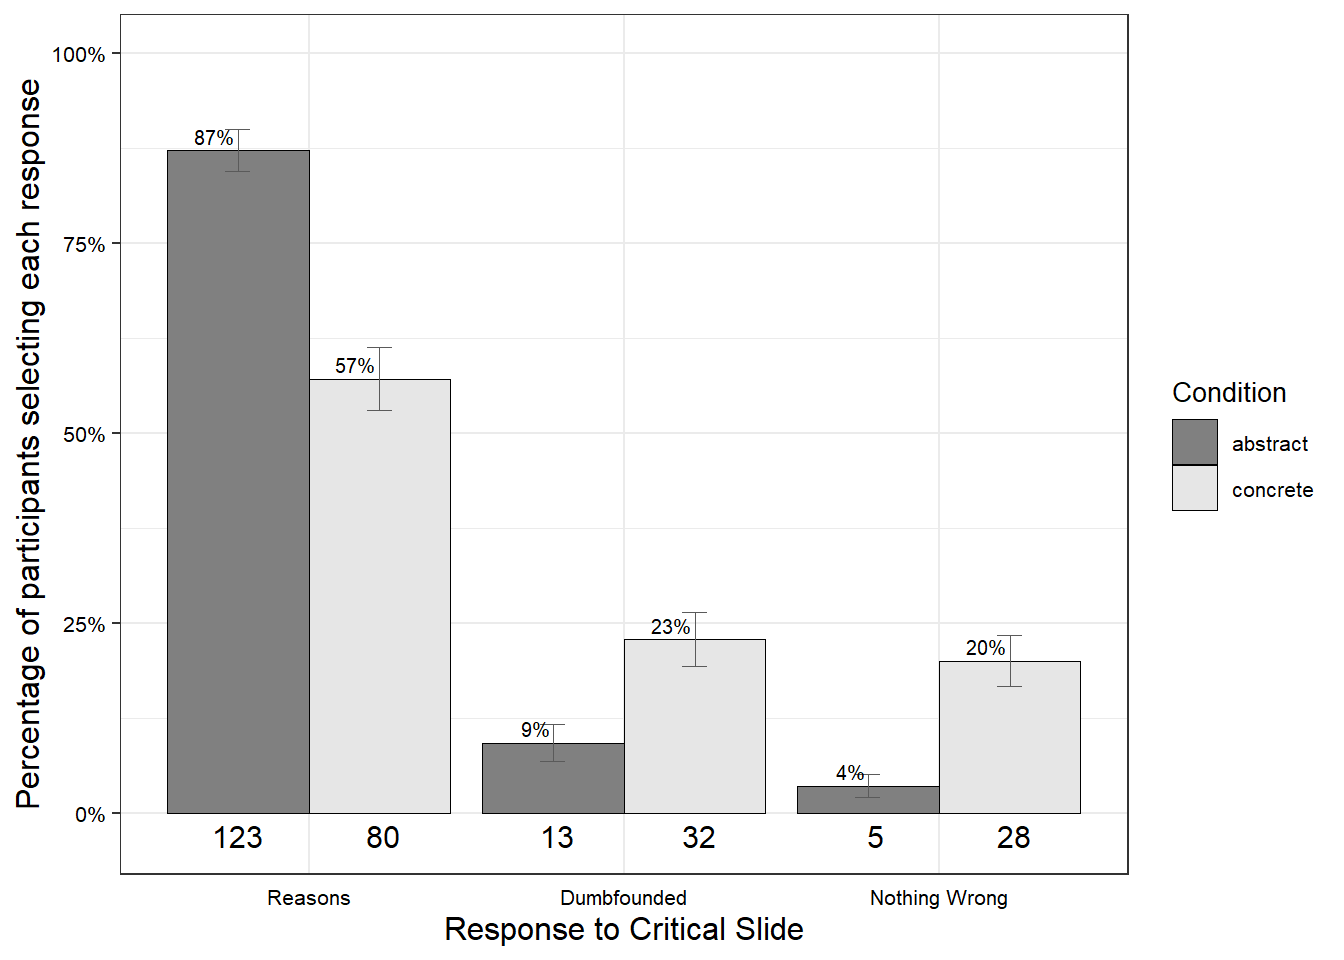 Percentage of participants selecting each response
100%
75%
50%
25%
0%
87%
57%
9%
23%
4%
20%
123 80 13 32 5 28
Reasons Dumbfounded Nothing Wrong
Response to Critical Slide
Condition
abstract
concrete